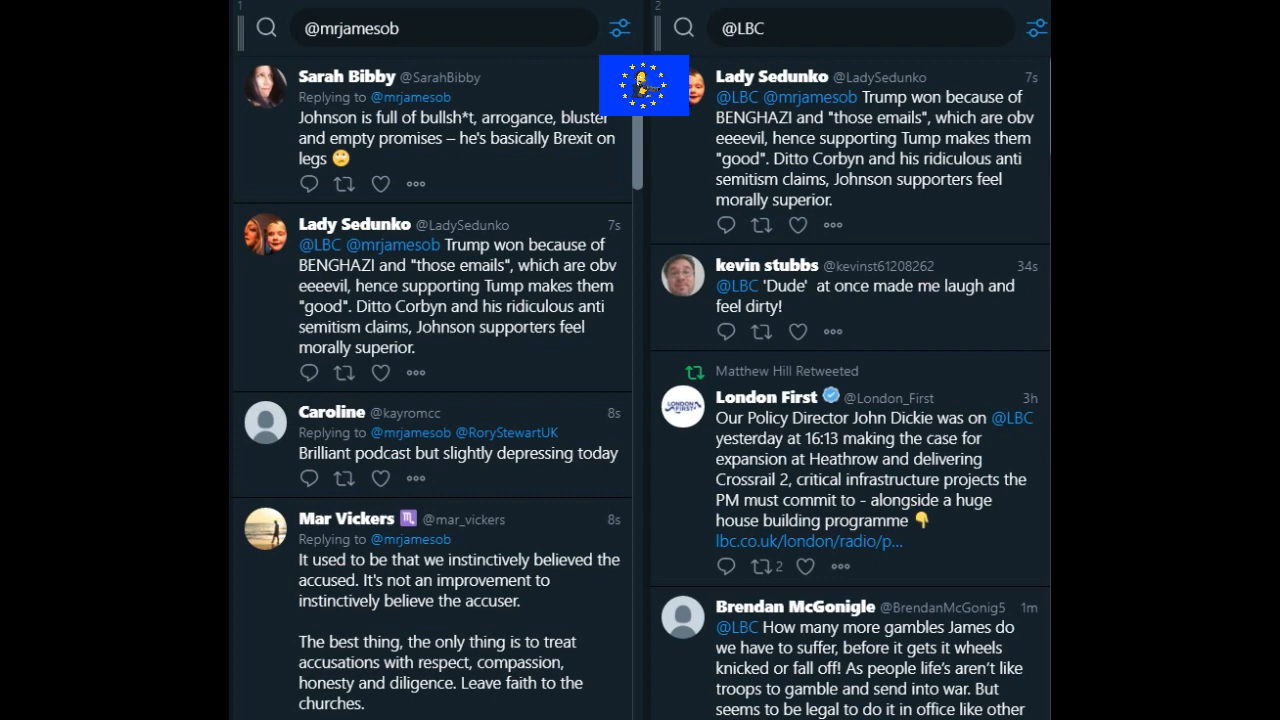 1
@mrjamesob
Sarah Bibby @SarahBibby
Replying to @mrjamesob
Johnson is full of bullsh*t, arrogance, bluster
and empty promises – he's basically Brexit on
legs 🙄
Lady Sedunko @LadySedunko 7s
@LBC @mrjamesob Trump won because of
BENGHAZI and "those emails", which are obv
eeeevil, hence supporting Tump makes them
"good". Ditto Corbyn and his ridiculous anti
semitism claims, Johnson supporters feel
morally superior.
Caroline @kayromcc 8s
Replying to @mrjamesob @RoryStewartUK
Brilliant podcast but slightly depressing today
Mar Vickers ♏ @mar_vickers 8s
Replying to @mrjamesob
It used to be that we instinctively believed the
accused. It's not an improvement to
instinctively believe the accuser.
The best thing, the only thing is to treat
accusations with respect, compassion,
honesty and diligence. Leave faith to the
churches.
2
@LBC
Lady Sedunko @LadySedunko 7s
@LBC @mrjamesob Trump won because of
BENGHAZI and "those emails", which are obv
eeeevil, hence supporting Tump makes them
"good". Ditto Corbyn and his ridiculous anti
semitism claims, Johnson supporters feel
morally superior.
kevin stubbs @kevinst61208262 34s
@LBC 'Dude' at once made me laugh and
feel dirty!
Matthew Hill Retweeted
London First @London_First 3h
LONDON
FIRST
Our Policy Director John Dickie was on @LBC
yesterday at 16:13 making the case for
expansion at Heathrow and delivering
Crossrail 2, critical infrastructure projects the
PM must commit to - alongside a huge
house building programme 👇
lbc.co.uk/london/radio/p...
2
Brendan McGonigle @BrendanMcGonig5 1m
@LBC How many more gambles James do
we have to suffer, before it gets it wheels
knicked or fall off! As people life's aren't like
troops to gamble and send into war. But
seems to be legal to do it in office like other